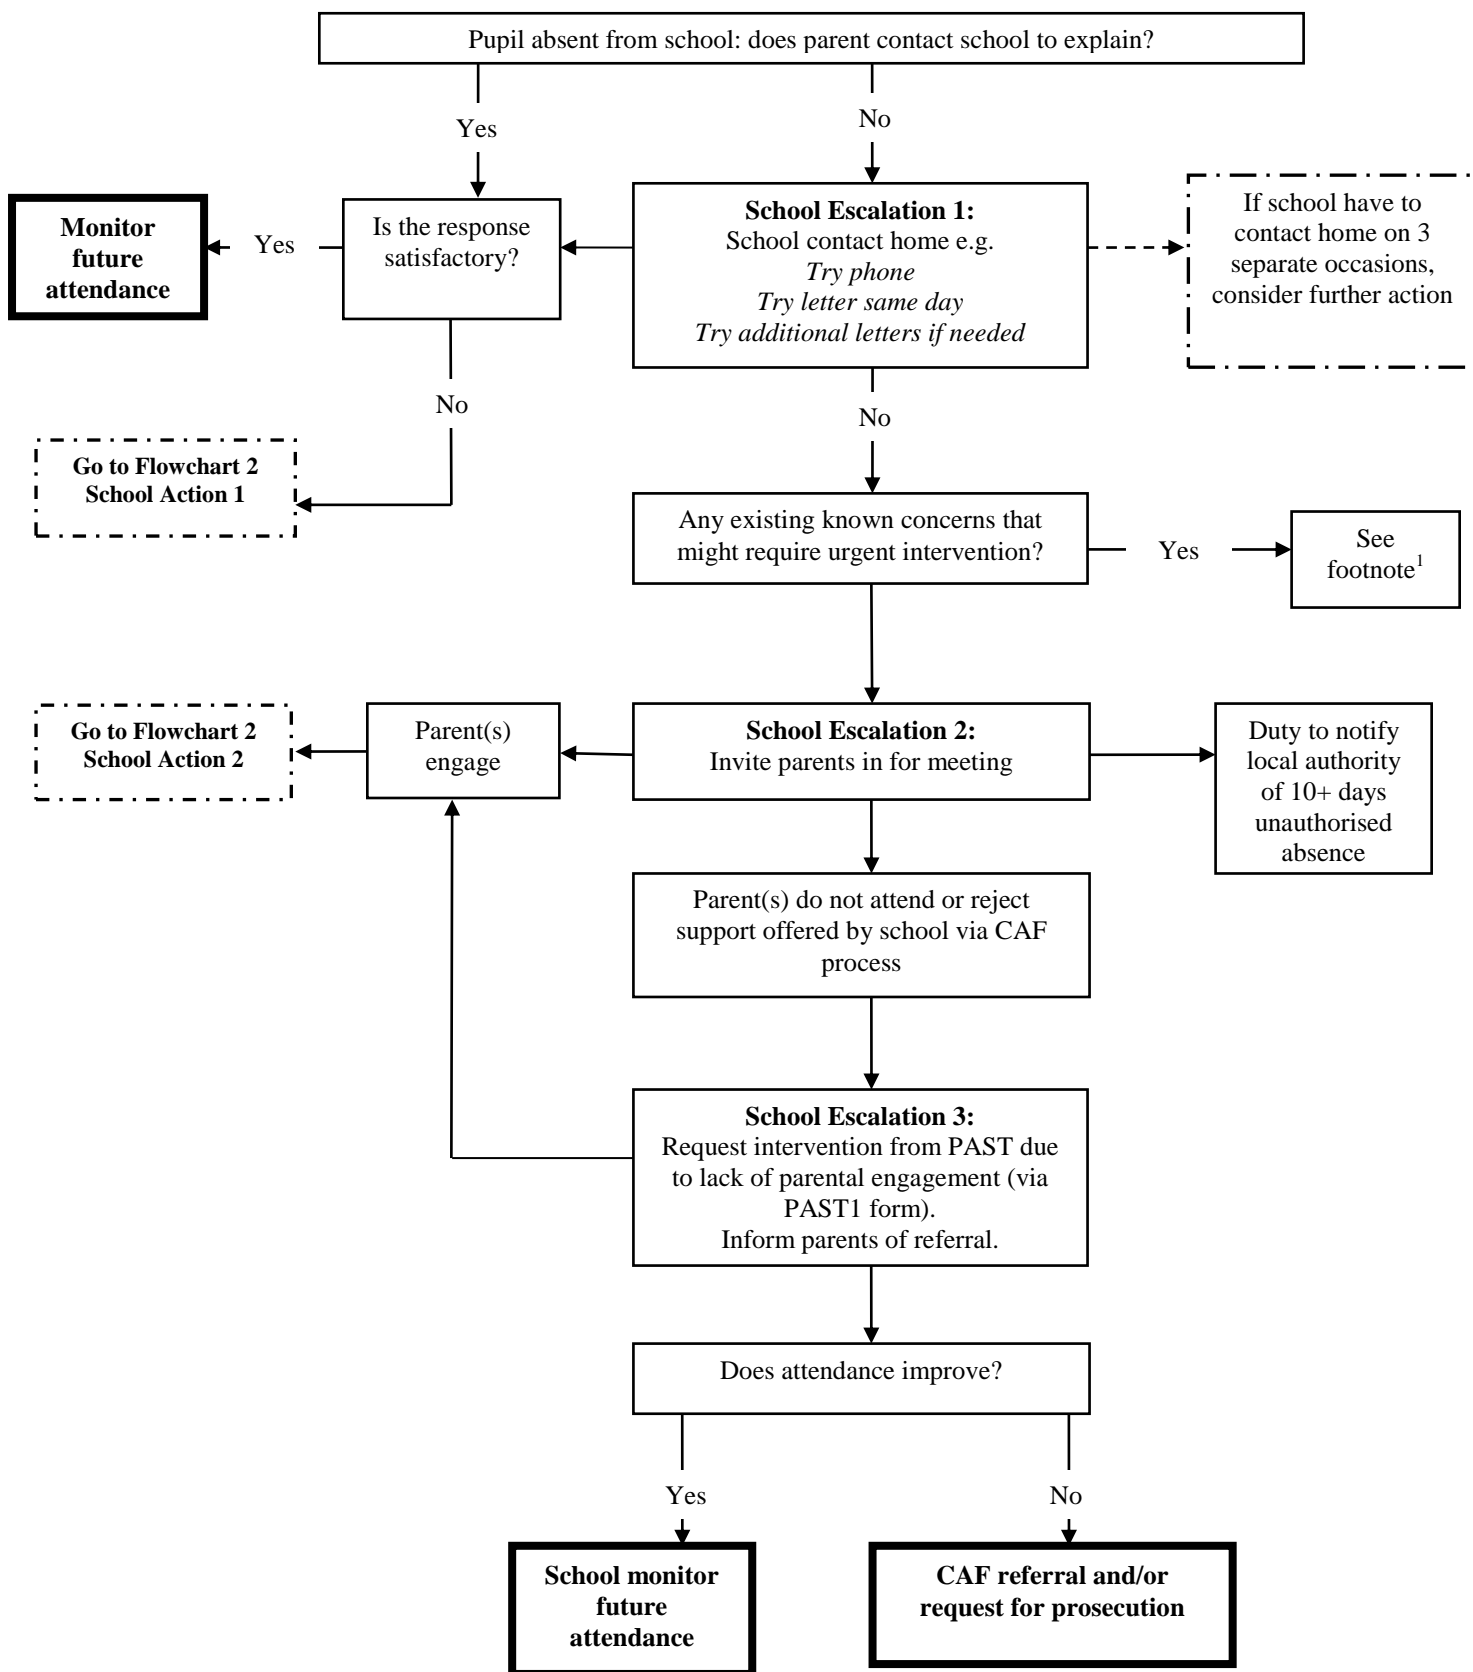 Pupil absent from school: does parent contact school to explain?
Yes
No
Monitor
future
attendance
Yes
Is the response
satisfactory?
School Escalation 1:
School contact home e.g.
Try phone
Try letter same day
Try additional letters if needed
If school have to
contact home on 3
separate occasions,
consider further action
No
No
Go to Flowchart 2
School Action 1
Any existing known concerns that
might require urgent intervention?
Yes
See
footnote¹
Go to Flowchart 2
School Action 2
Parent(s)
engage
School Escalation 2:
Invite parents in for meeting
Duty to notify
local authority
of 10+ days
unauthorised
absence
Parent(s) do not attend or reject
support offered by school via CAF
process
School Escalation 3:
Request intervention from PAST due
to lack of parental engagement (via
PAST1 form).
Inform parents of referral.
Does attendance improve?
Yes
No
School monitor
future
attendance
CAF referral and/or
request for prosecution